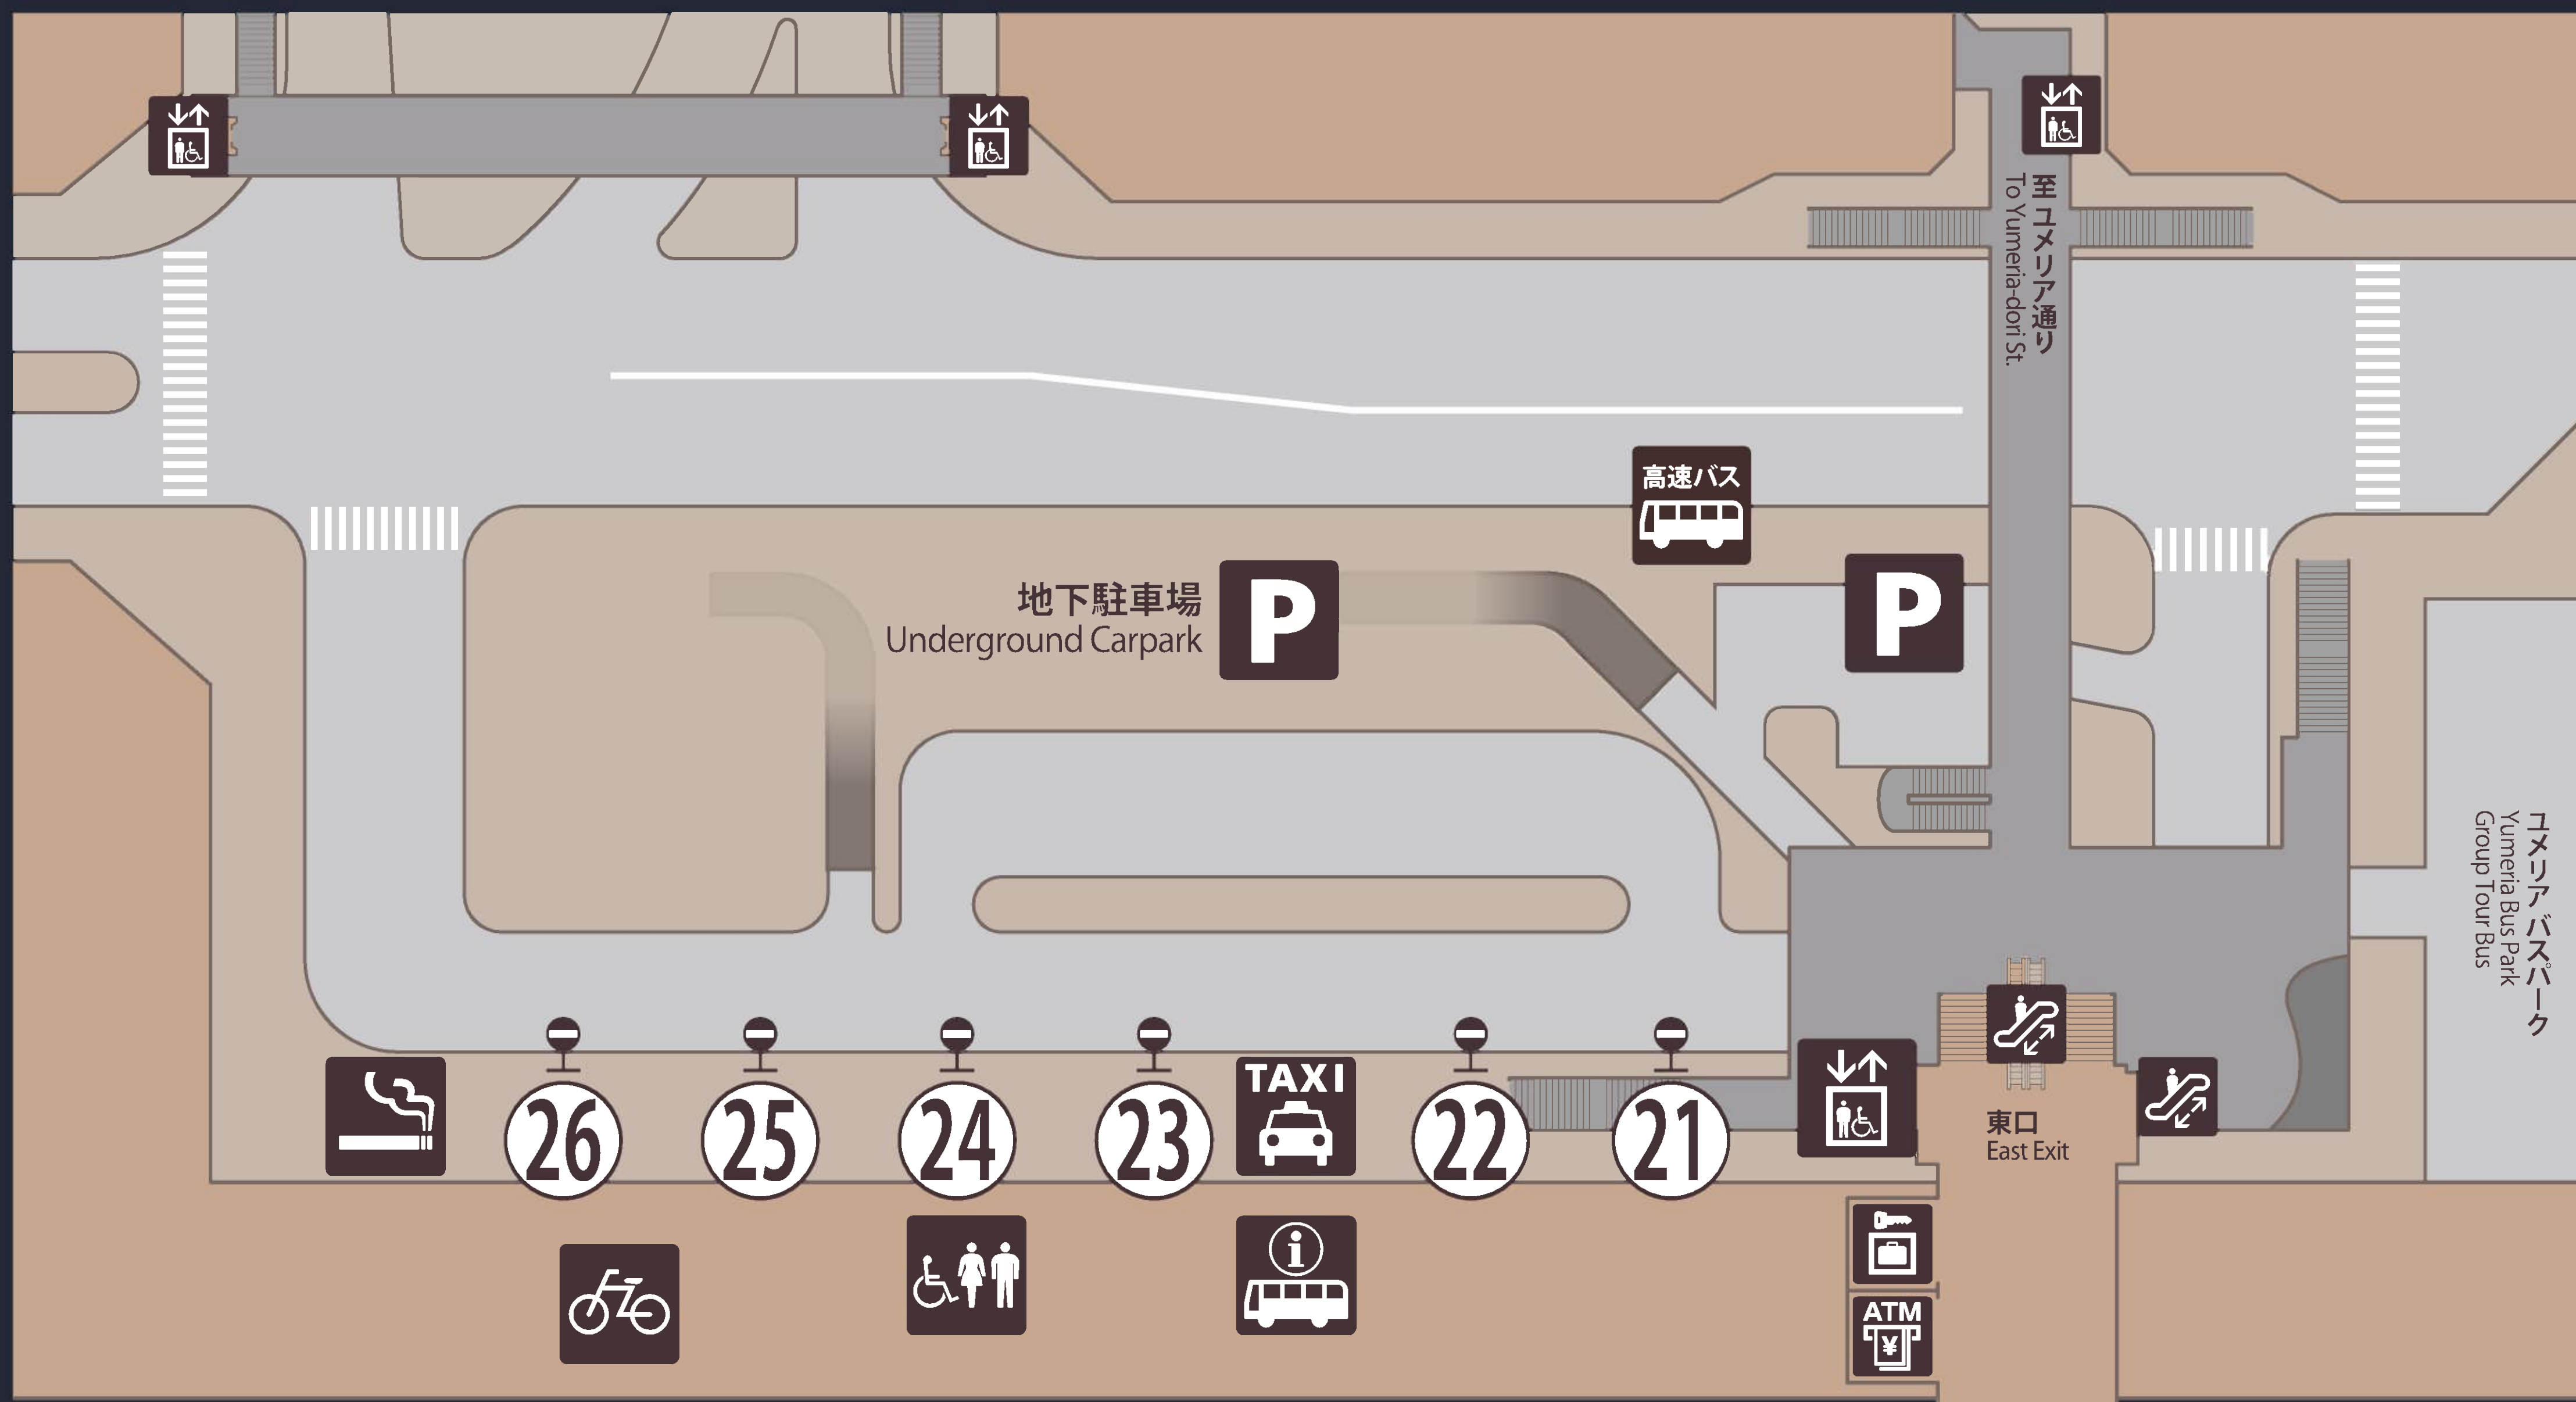 至 ユメリア通り
To Yumeria-dori St.
高速バス
地下駐車場
Underground Carpark
P
P
ユメリアバスパーク
Yumeria Bus Park
Group Tour Bus
26
25
24
23
TAXI
22
21
東口
East Exit
i
ATM
¥